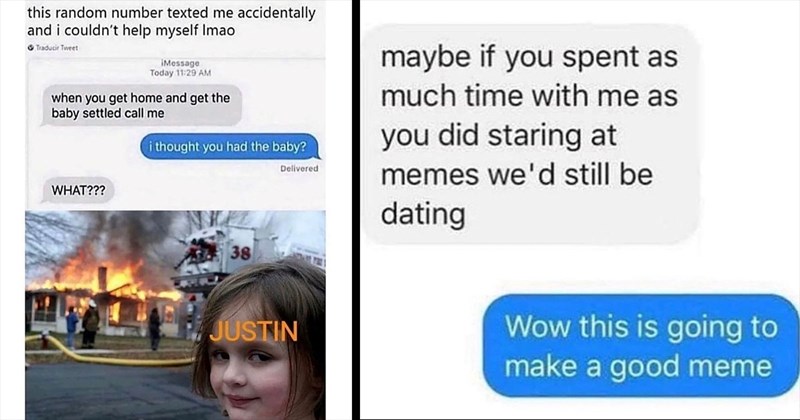 this random number texted me accidentally
and i couldn't help myself lmao
Traducir Tweet
iMessage
Today 11:29 AM
when you get home and get the
baby settled call me
i thought you had the baby?
Delivered
WHAT???
38
JUSTIN
maybe if you spent as
much time with me as
you did staring at
memes we'd still be
dating
Wow this is going to
make a good meme